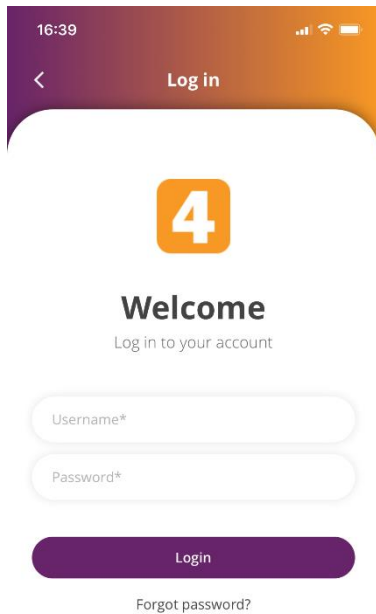 16:39
Log in
4
Welcome
Log in to your account
Username*
Password*
Login
Forgot password?